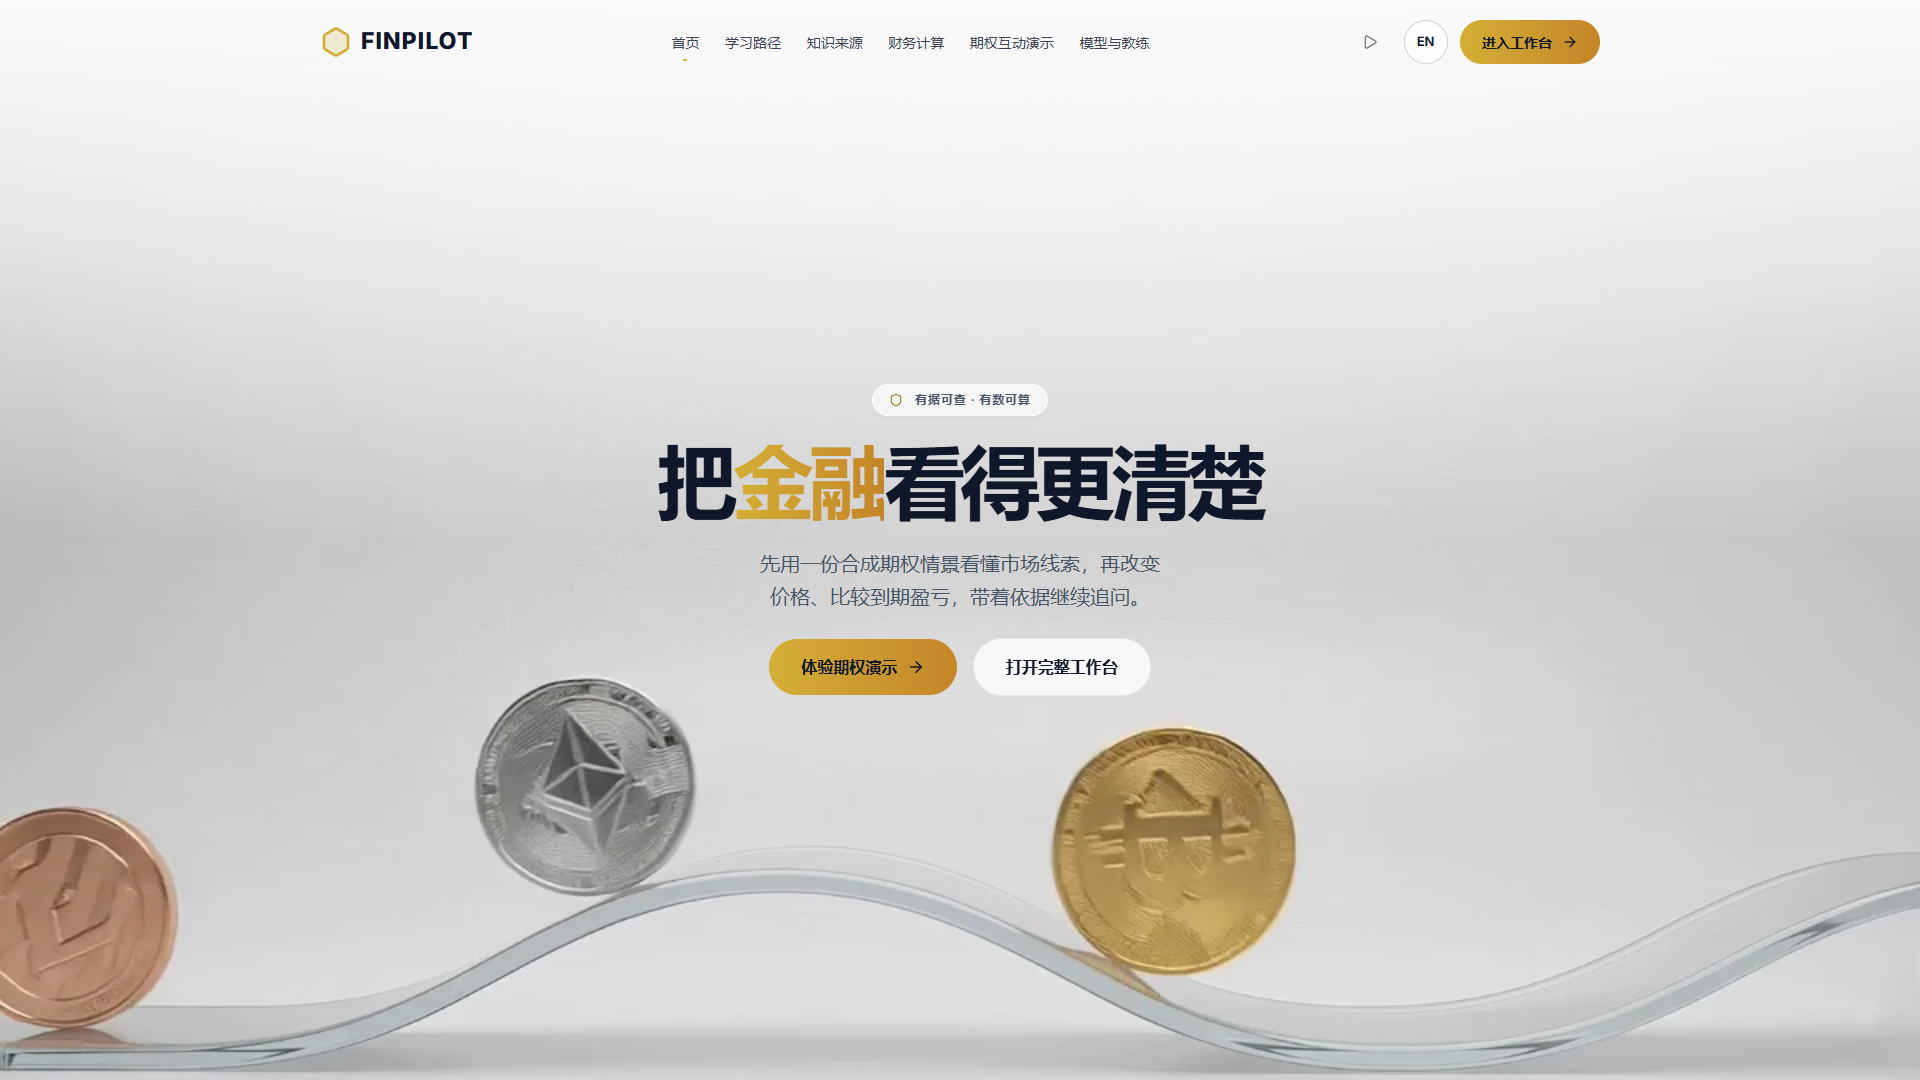 FINPILOT
首页
学习路径
知识来源
财务计算
期权互动演示
模型与教练
EN
进入工作台
有据可查 · 有数可算
把金融看得更清楚
先用一份合成期权情景看懂市场线索，再改变
价格、比较到期盈亏，带着依据继续追问。
体验期权演示
打开完整工作台